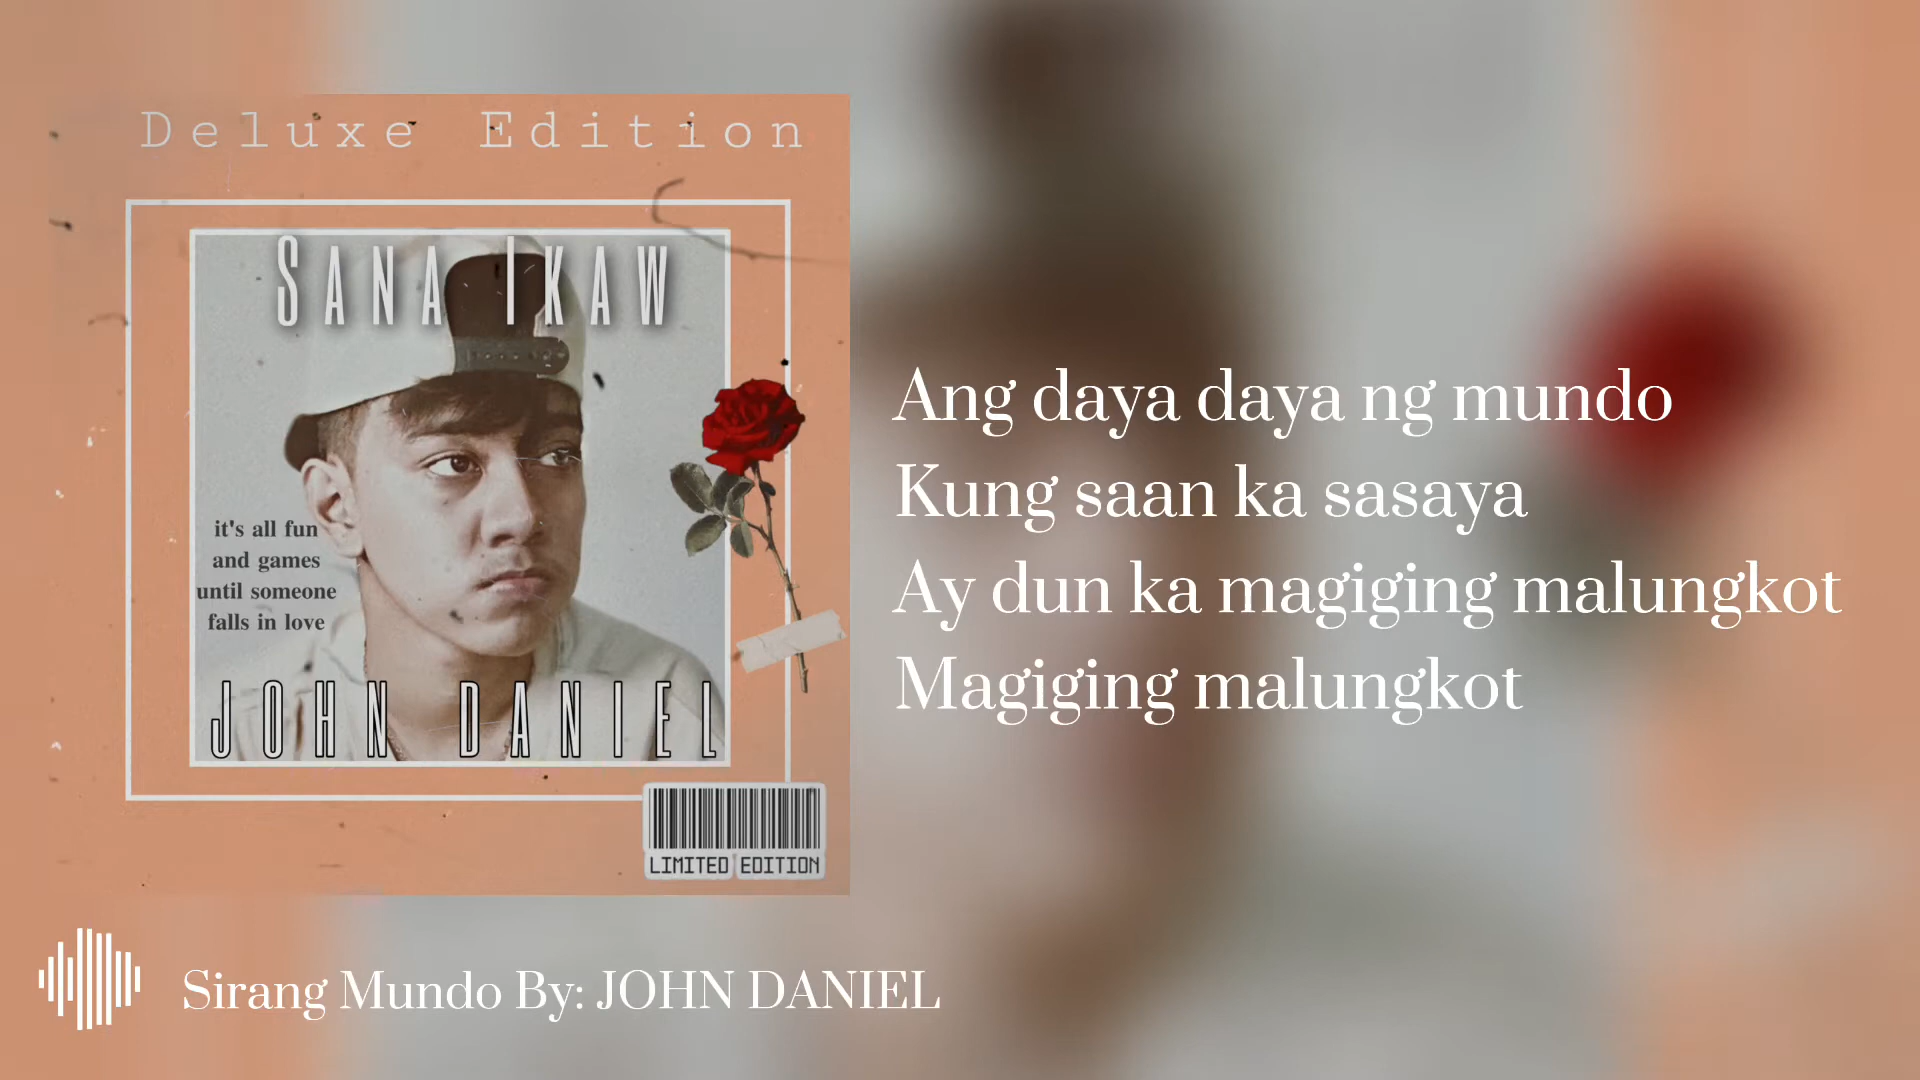 Deluxe Edition
SANA IKAW
it's all fun
and games
until someone
falls in love
JOHN DANIEL
LIMITED EDITION
Ang daya daya ng mundo
Kung saan ka sasaya
Ay dun ka magiging malungkot
Magiging malungkot
Sirang Mundo By: JOHN DANIEL